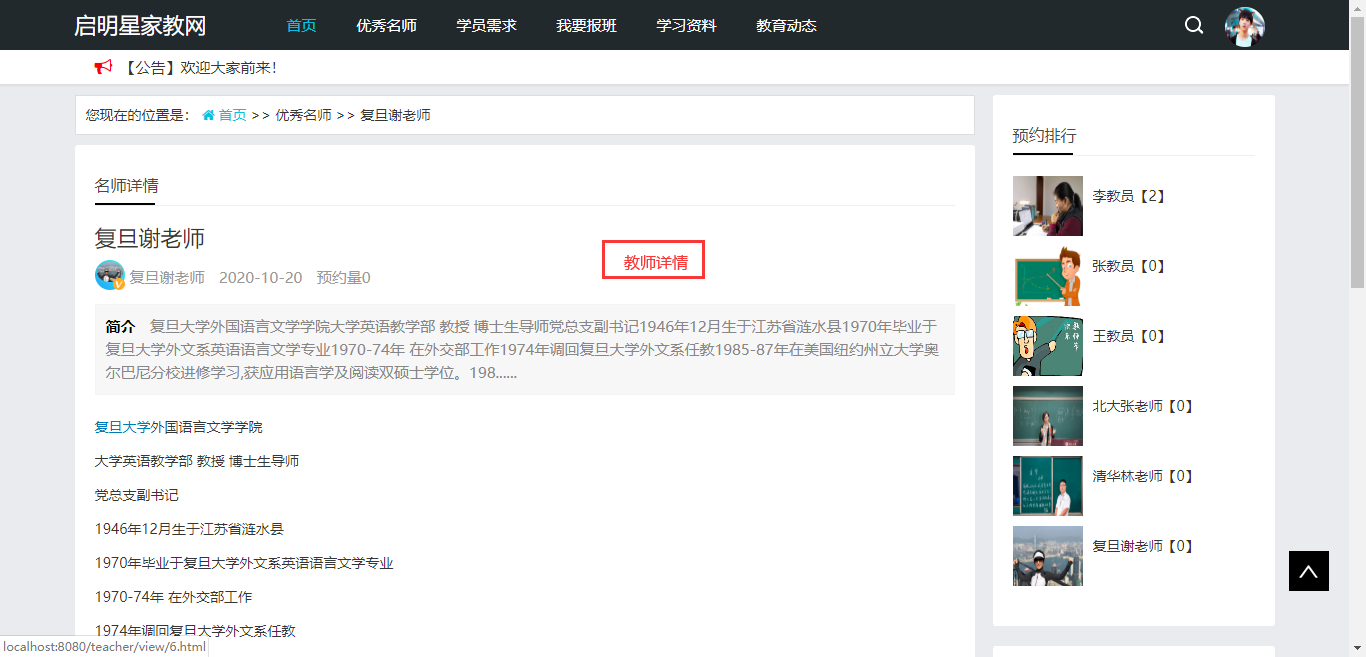 启明星家教网
首页 优秀名师 学员需求 我要报班 学习资料 教育动态
【公告】欢迎大家前来！
您现在的位置是： 首页 >> 优秀名师 >> 复旦谢老师
名师详情
复旦谢老师
教师详情
复旦谢老师 2020-10-20 预约量0
简介 复旦大学外国语言文学学院大学英语教学部 教授 博士生导师党总支副书记1946年12月生于江苏省涟水县1970年毕业于
复旦大学外文系英语语言文学专业1970-74年 在外交部工作1974年调回复旦大学外文系任教1985-87年在美国纽约州立大学奥
尔巴尼分校进修学习,获应用语言学及阅读双硕士学位。198......
复旦大学外国语言文学学院
大学英语教学部 教授 博士生导师
党总支副书记
1946年12月生于江苏省涟水县
1970年毕业于复旦大学外文系英语语言文学专业
1970-74年 在外交部工作
1974年调回复旦大学外文系任教
localhost:8080/teacher/view/6.html
预约排行
李教员【2】
张教员【0】
王教员【0】
北大张老师【0】
清华林老师【0】
复旦谢老师【0】